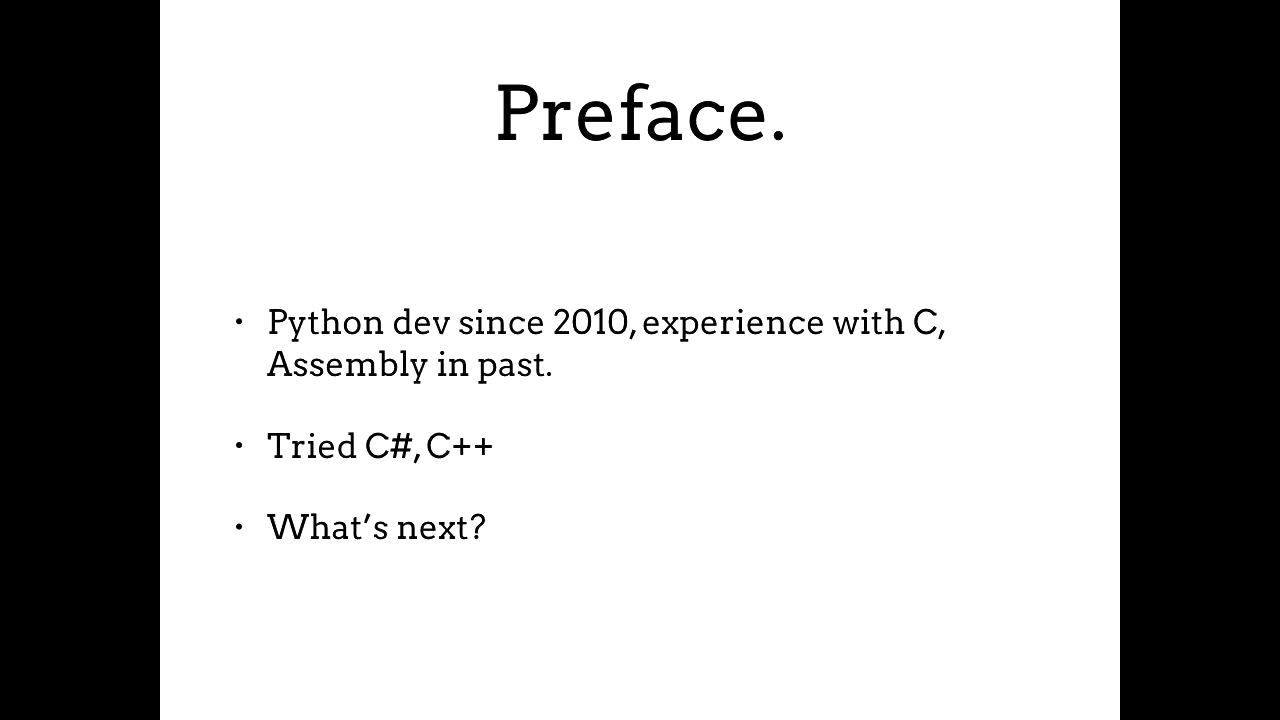 Preface.
• Python dev since 2010, experience with C,
Assembly in past.
• Tried C#, C++
• What’s next?